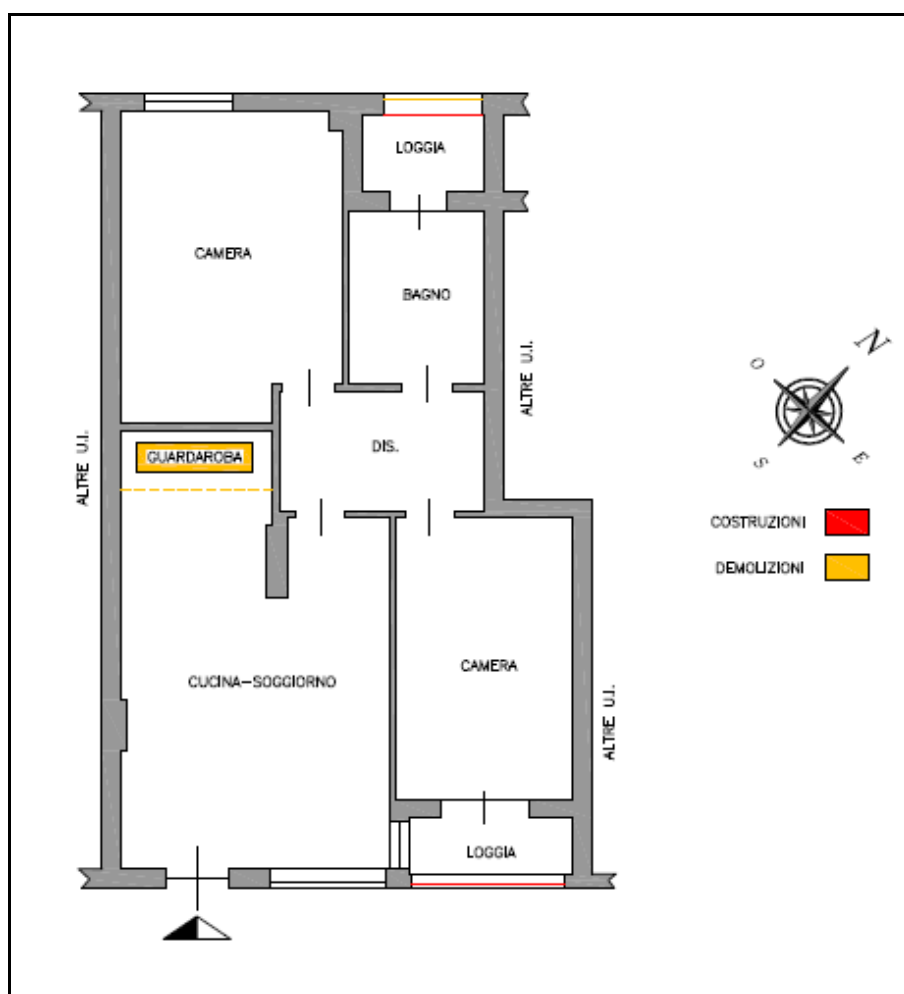 LOGGIA
CAMERA
BAGNO
ALTRE U.I.
N
O
S
E
DIS.
ALTRE U.I.
GUARDAROBA
COSTRUZIONI
DEMOLIZIONI
CAMERA
CUCINA-SOGGIORNO
ALTRE U.I.
LOGGIA